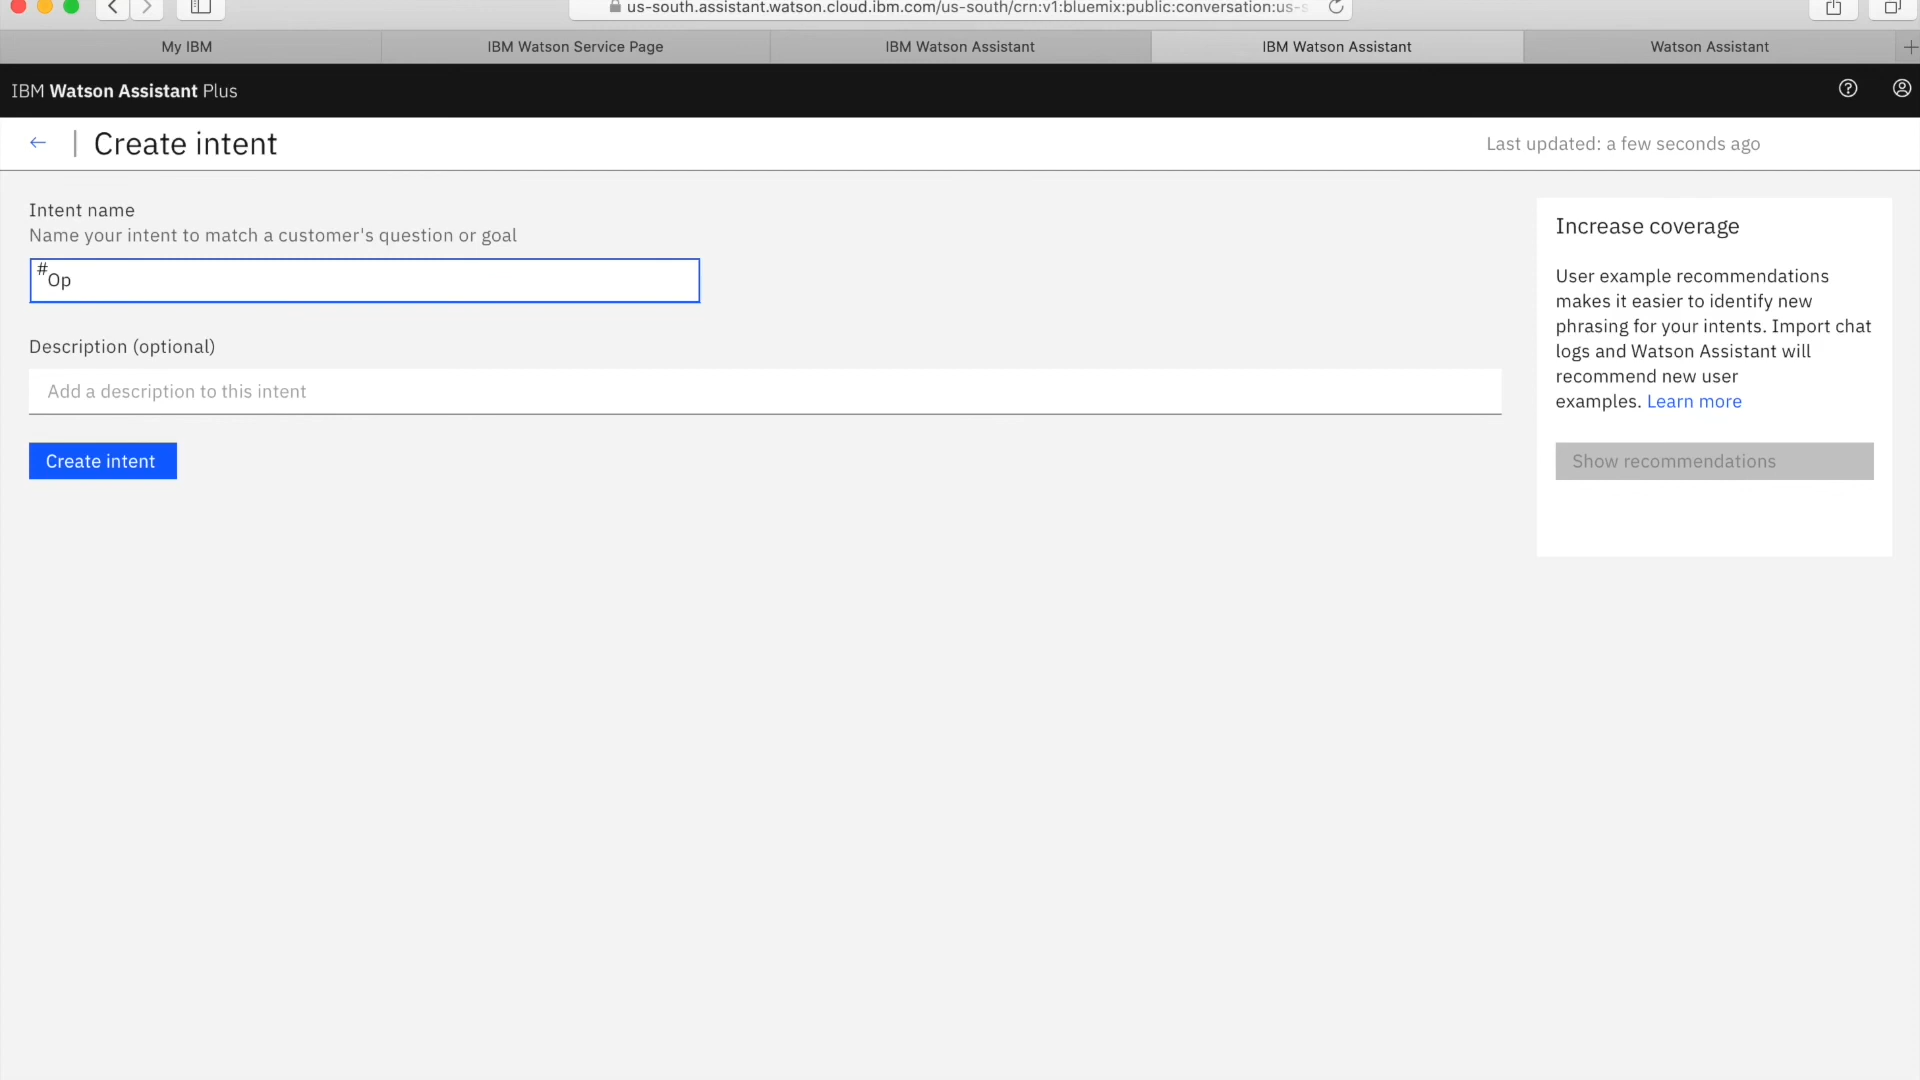 us-south.assistant.watson.cloud.ibm.com/us-south/crn:v1:bluemix:public:conversation:us-s
My IBM
IBM Watson Service Page
IBM Watson Assistant
IBM Watson Assistant
Watson Assistant
IBM Watson Assistant Plus
Create intent
Last updated: a few seconds ago
Intent name
Name your intent to match a customer's question or goal
#Op
Description (optional)
Add a description to this intent
Create intent
Increase coverage
User example recommendations
makes it easier to identify new
phrasing for your intents. Import chat
logs and Watson Assistant will
recommend new user
examples. Learn more
Show recommendations